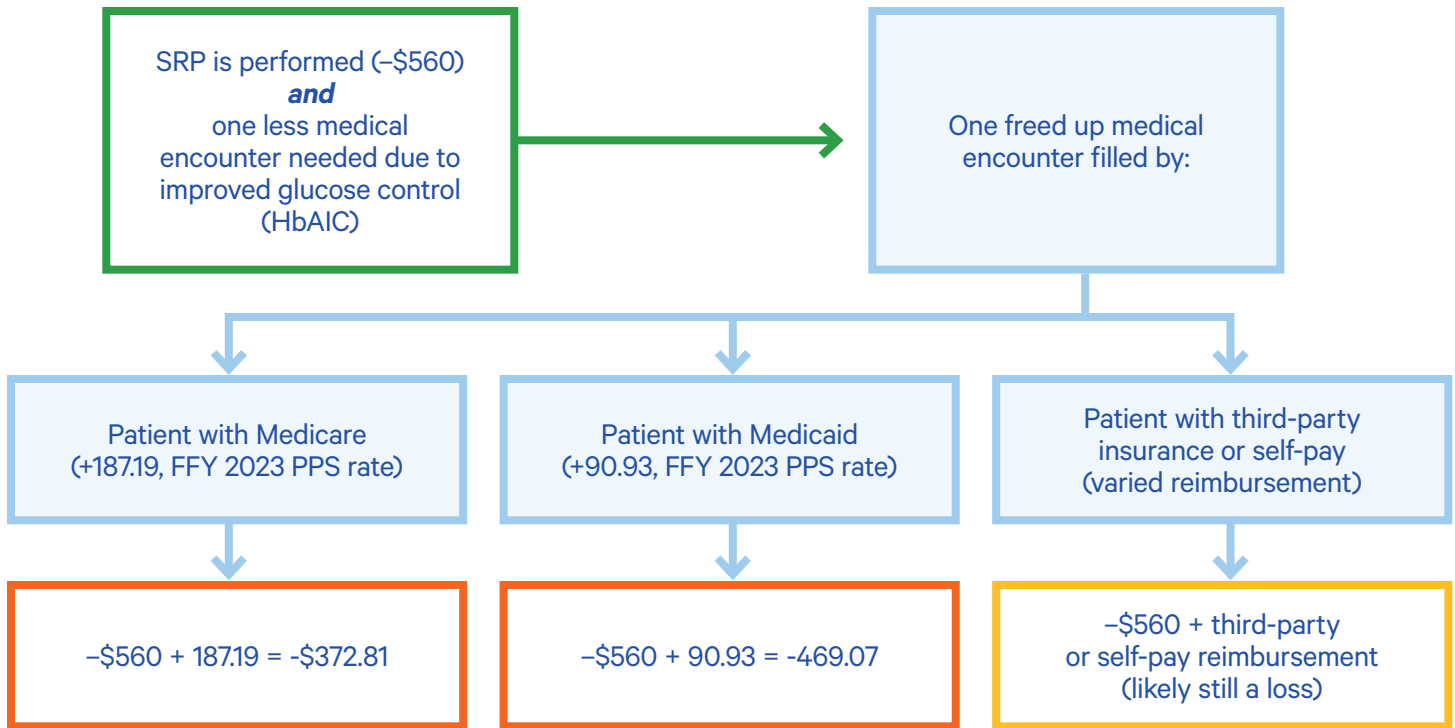 SRP is performed (–$560)
and
one less medical
encounter needed due to
improved glucose control
(HbAIC)
One freed up medical
encounter filled by:
Patient with Medicare
(+187.19, FFY 2023 PPS rate)
Patient with Medicaid
(+90.93, FFY 2023 PPS rate)
Patient with third-party
insurance or self-pay
(varied reimbursement)
–$560 + 187.19 = -$372.81
–$560 + 90.93 = -469.07
–$560 + third-party
or self-pay reimbursement
(likely still a loss)